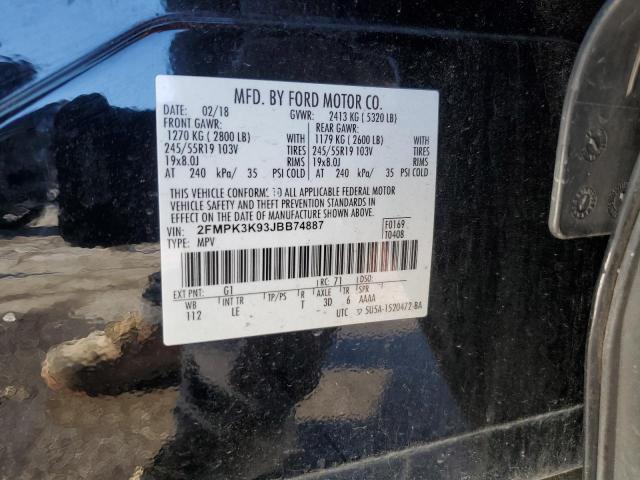 MFD. BY FORD MOTOR CO.
DATE: 02/18 GVWR: 2413 KG ( 5320 LB)
FRONT GAWR: REAR GAWR:
1270 KG ( 2800 LB) WITH 1179 KG ( 2600 LB) WITH
245/55R19 103V TIRES 245/55R19 103V TIRES
19x8.0J RIMS 19x8.0J RIMS
AT 240 kPa/ 35 PSI COLD AT 240 kPa/ 35 PSI COLD
THIS VEHICLE CONFORMS TO ALL APPLICABLE FEDERAL MOTOR
VEHICLE SAFETY AND THEFT PREVENTION STANDARDS IN
EFFECT ON THE DATE OF MANUFACTURE SHOWN ABOVE.
VIN: 2FMPK3K93JBB74887 F0169
TYPE: MPV T0408
EXT PNT: G1 RC: 71 DSO:
WB INT TR TP/PS R AXLE TR SPR
112 LE T 3D 6 AAAA
UTC 5U5A-1520472-BA